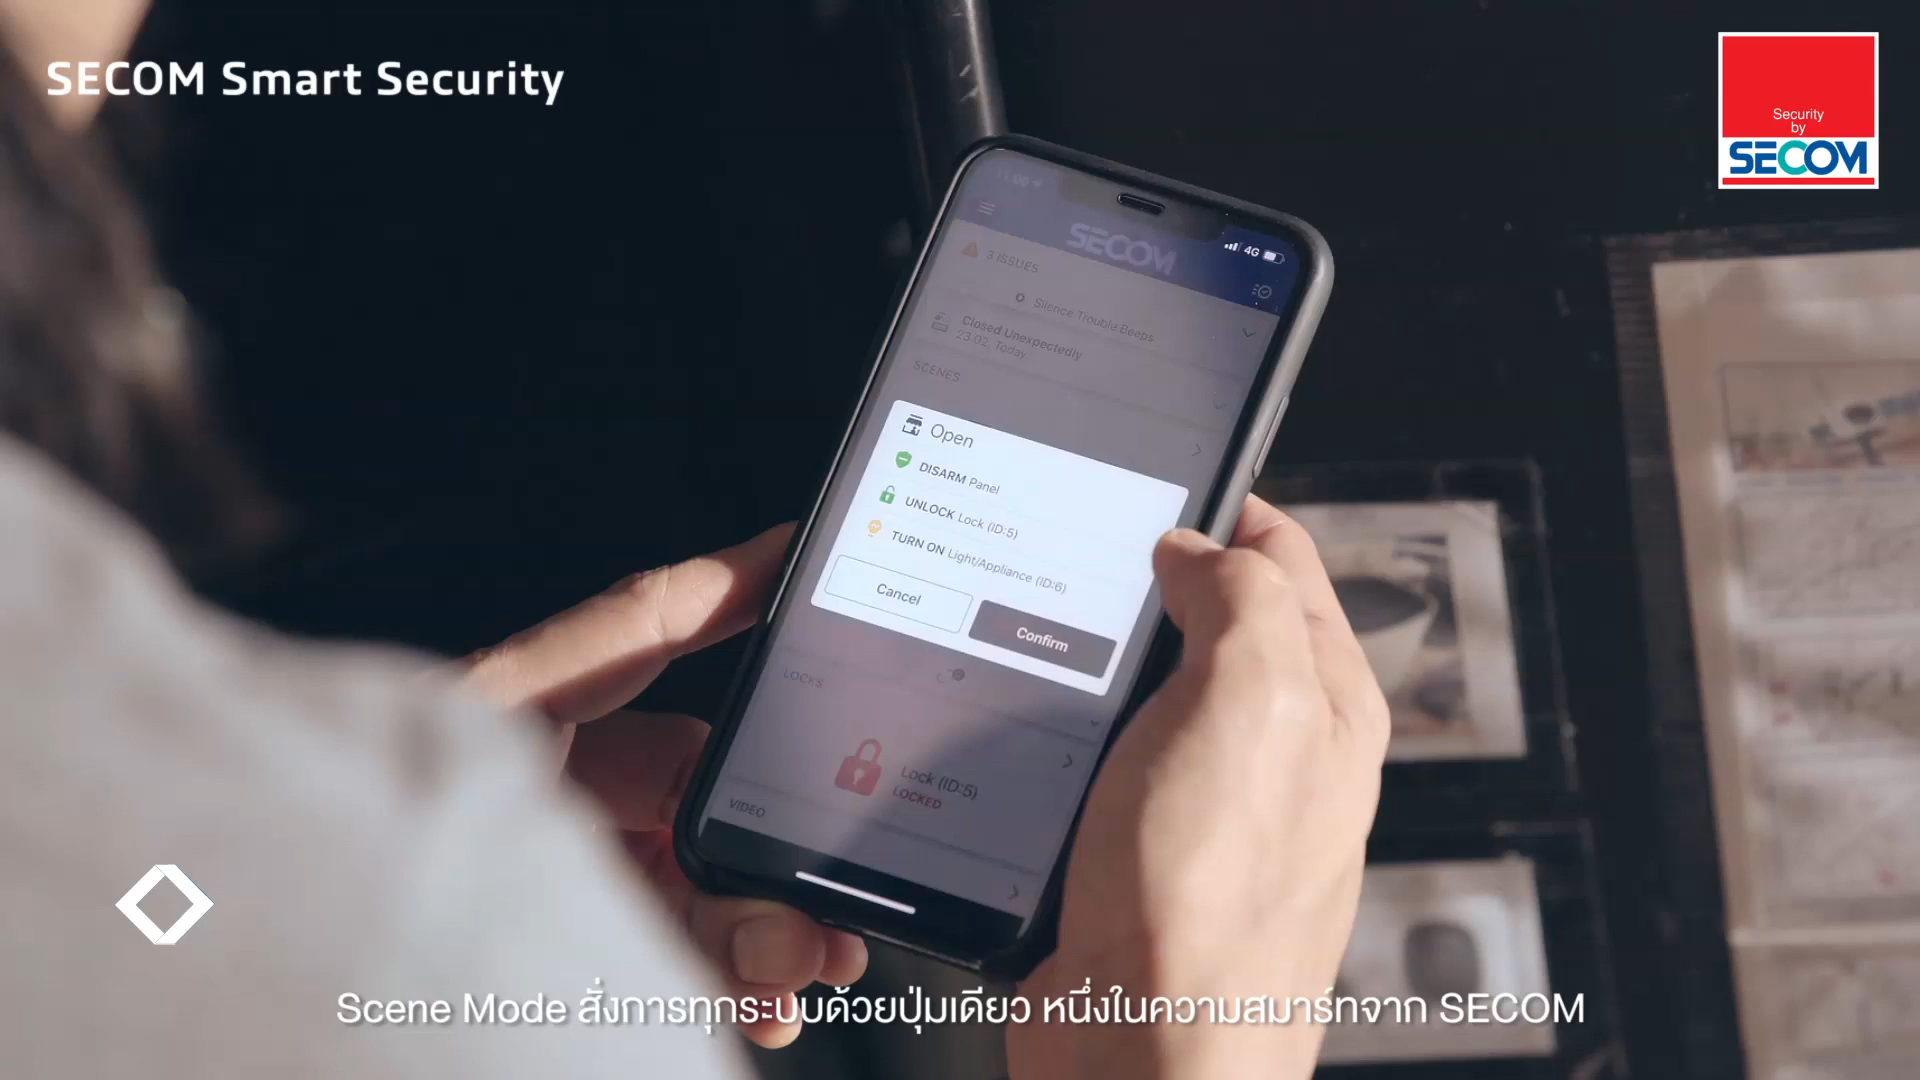 SECOM Smart Security
Security
by
SECOM
4G
SECOM
3 ISSUES
Silence Trouble Beeps
Closed Unexpectedly
23:02, Today
SCENES
Open
DISARM Panel
UNLOCK Lock (ID:5)
TURN ON Light/Appliance (ID:6)
Cancel
Confirm
LOCKS
Lock (ID:5)
LOCKED
VIDEO
Scene Mode สั่งการทุกระบบด้วยปุ่มเดียว หนึ่งในความสมาร์ทจาก SECOM